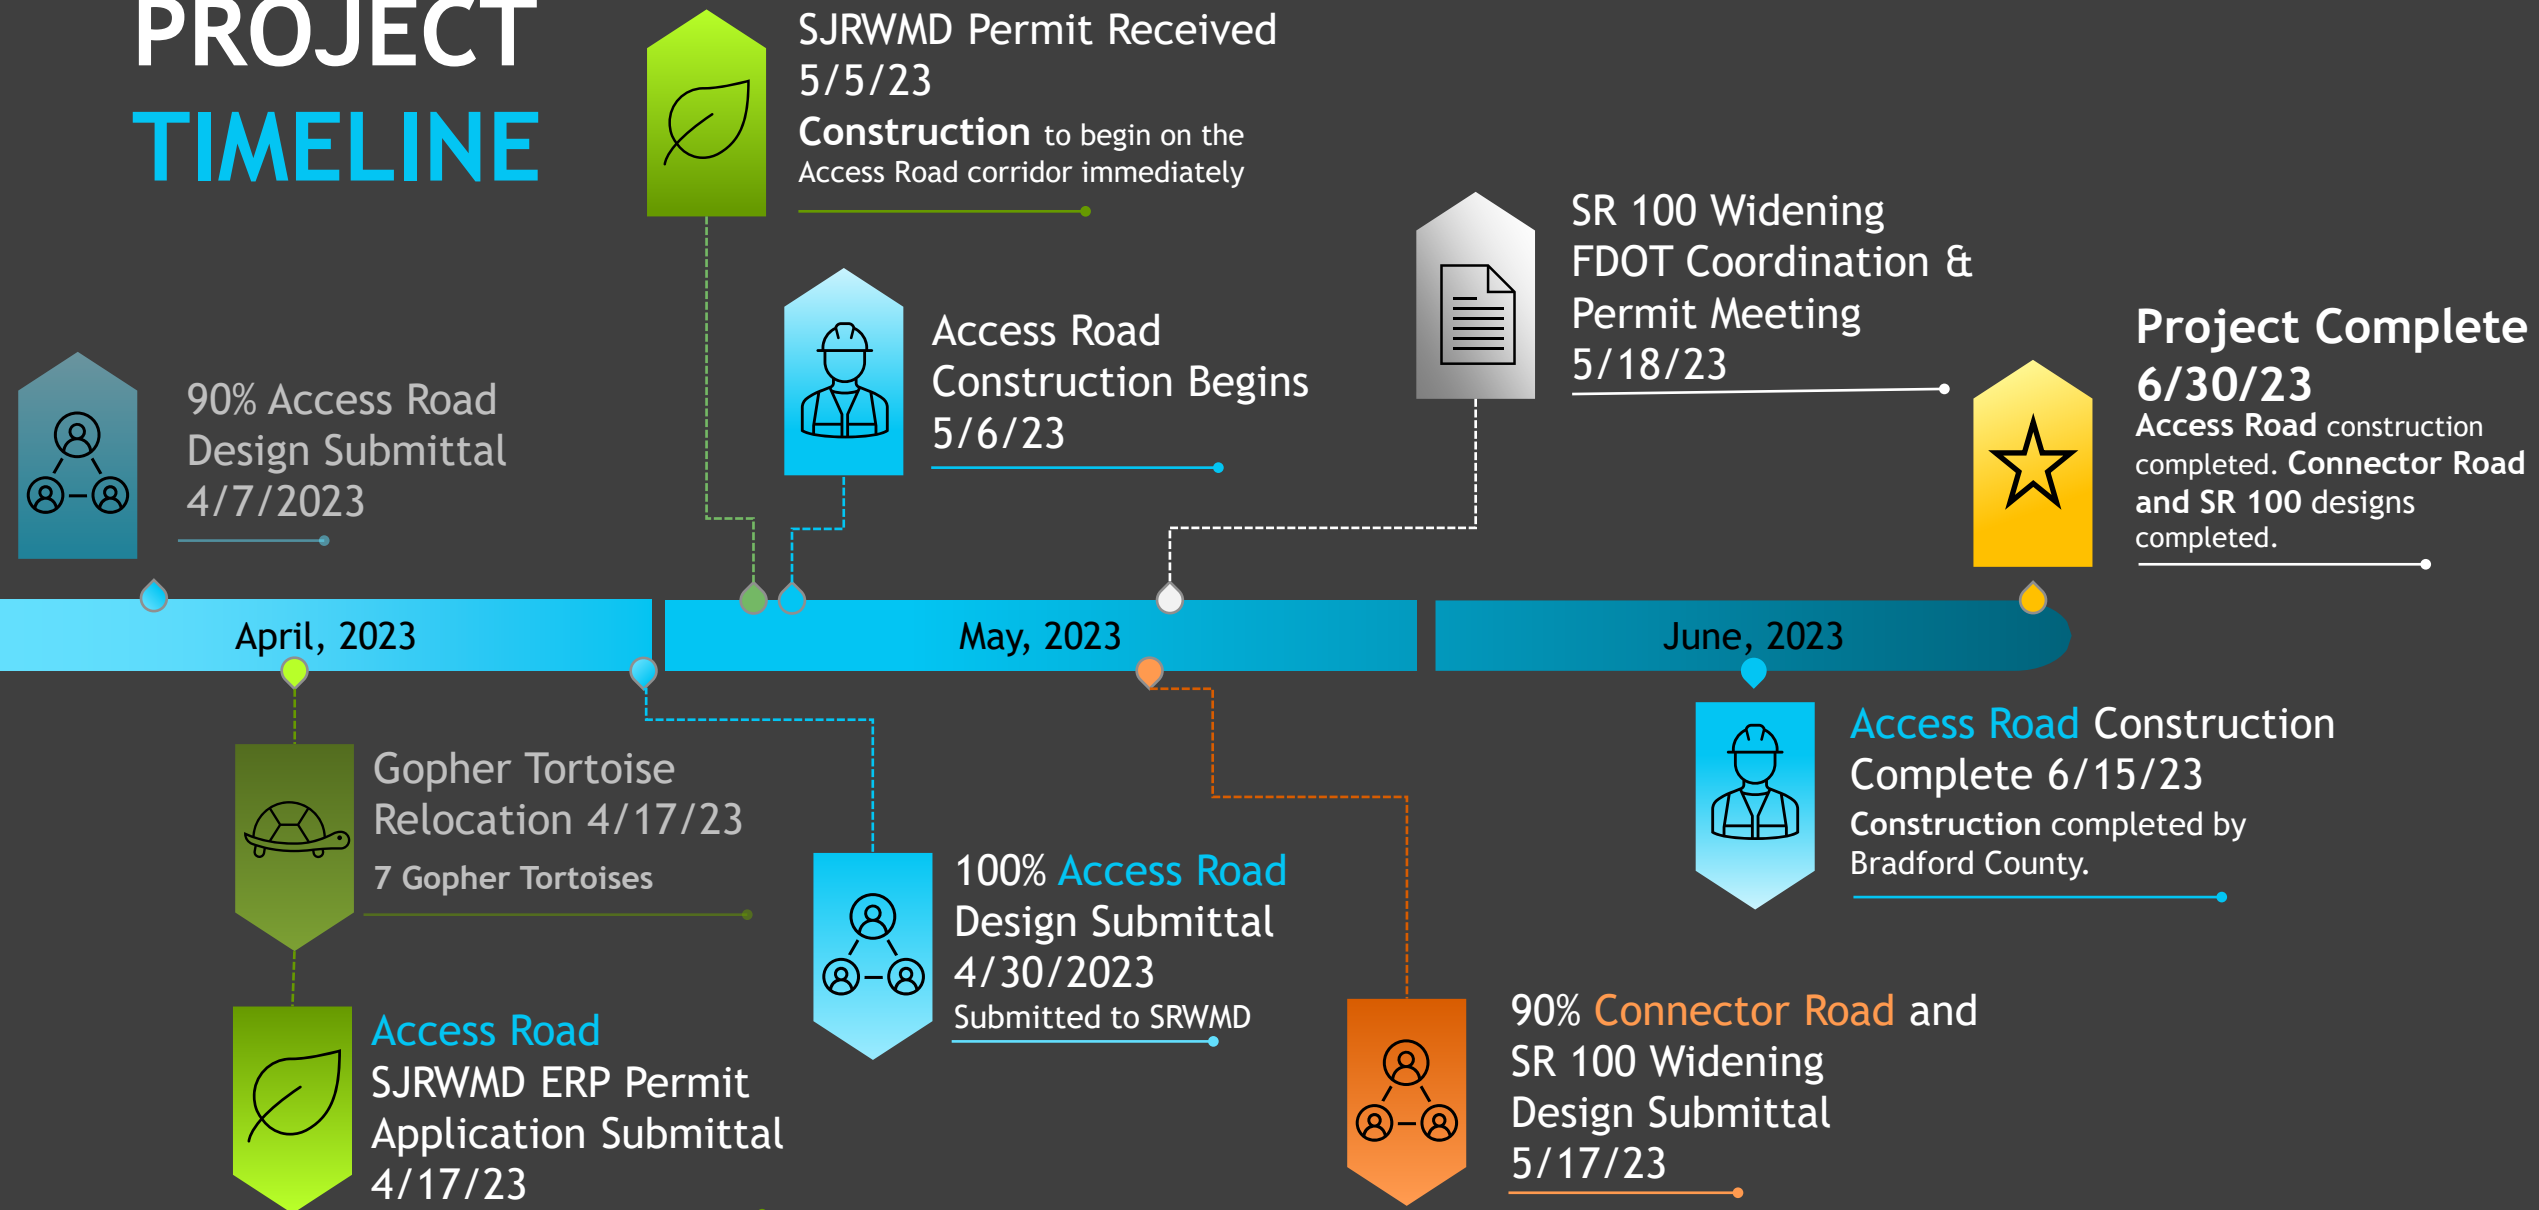 PROJECT
TIMELINE
SJRWMD Permit Received
5/5/23
Construction to begin on the
Access Road corridor immediately
SR 100 Widening
FDOT Coordination &
Permit Meeting
5/18/23
Access Road
Construction Begins
5/6/23
Project Complete
6/30/23
Access Road construction
completed. Connector Road
and SR 100 designs
completed.
90% Access Road
Design Submittal
4/7/2023
April, 2023
May, 2023
June, 2023
Gopher Tortoise
Relocation 4/17/23
7 Gopher Tortoises
Access Road
SJRWMD ERP Permit
Application Submittal
4/17/23
100% Access Road
Design Submittal
4/30/2023
Submitted to SRWMD
90% Connector Road and
SR 100 Widening
Design Submittal
5/17/23
Access Road Construction
Complete 6/15/23
Construction completed by
Bradford County.